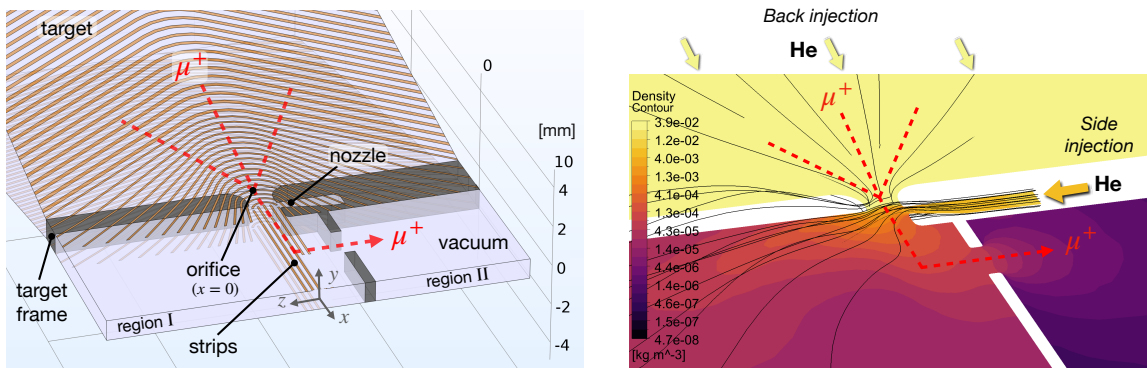 target
μ⁺
0
[mm]
10
4
2
0
-2
-4
nozzle
μ⁺
vacuum
orifice
(x = 0)
target
frame
region I
region II
strips
y
z
x
Back injection
He
μ⁺
Side
injection
He
μ⁺
Density
Contour
3.9e-02
1.2e-02
4.0e-03
1.3e-03
4.1e-04
1.3e-04
4.4e-05
1.4e-05
4.4e-06
1.4e-06
4.6e-07
1.5e-07
4.7e-08
[kg.m^-3]